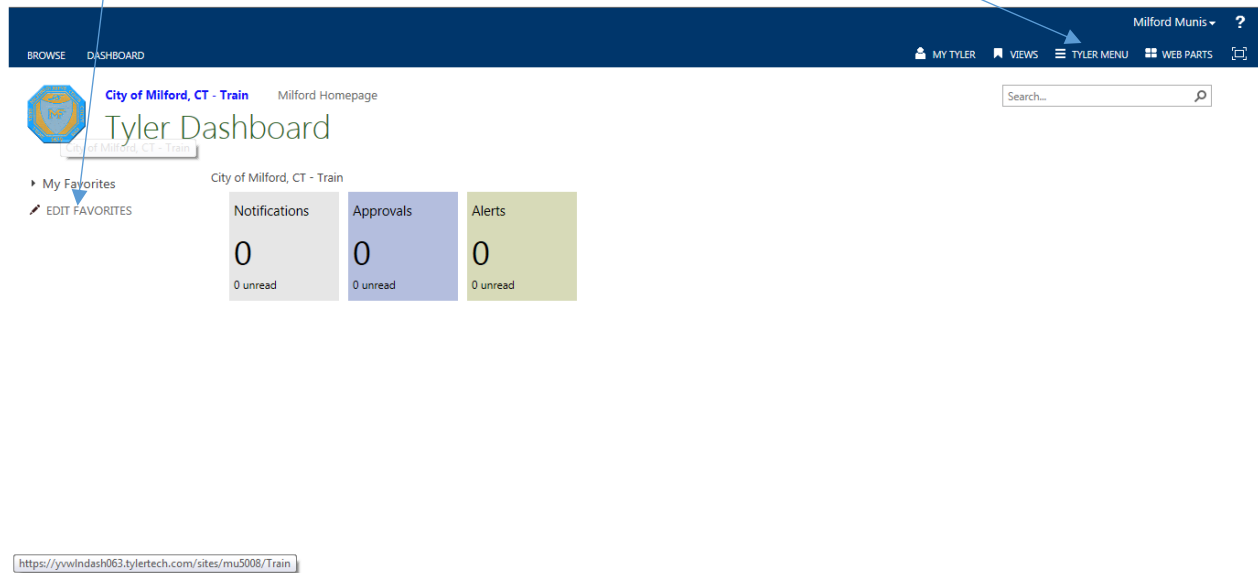 Milford Munis ?
BROWSE DASHBOARD MY TYLER VIEWS TYLER MENU WEB PARTS
City of Milford, CT - Train Milford Homepage
Search...
Tyler Dashboard
City of Milford, CT - Train
My Favorites
EDIT FAVORITES
City of Milford, CT - Train
Notifications Approvals Alerts
0 0 0
0 unread 0 unread 0 unread
https://yvwlndash063.tylertech.com/sites/mu5008/Train